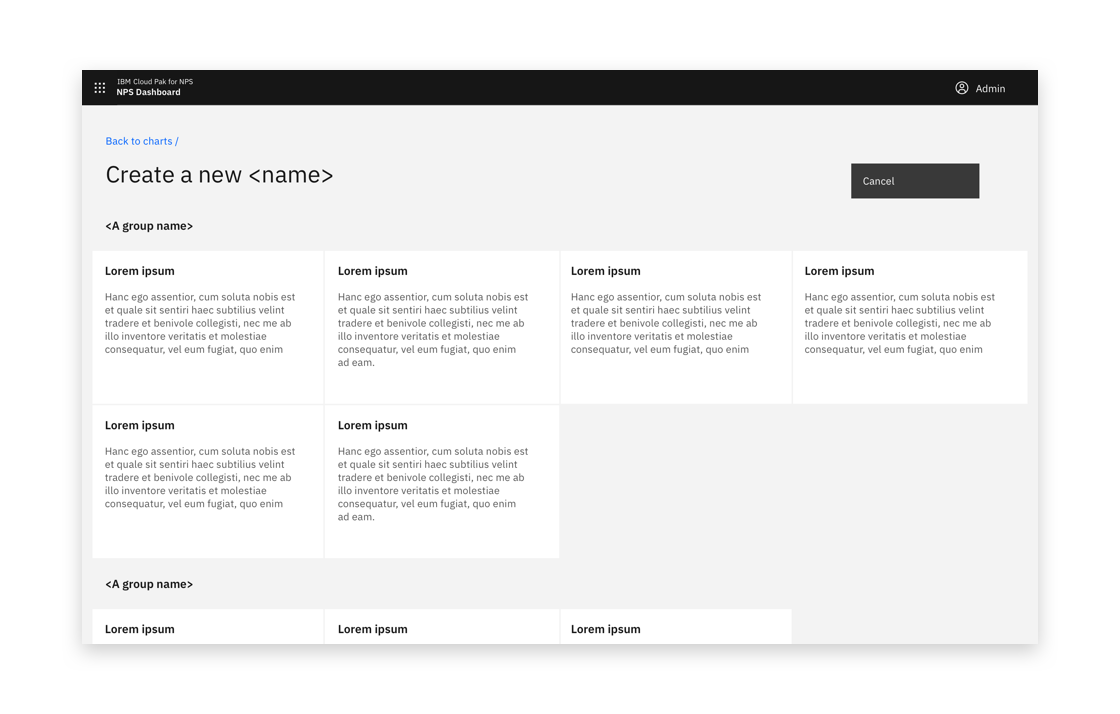 IBM Cloud Pak for NPS
NPS Dashboard
Admin
Back to charts /
Create a new <name>
Cancel
<A group name>
Lorem ipsum
Hanc ego assentior, cum soluta nobis est
et quale sit sentiri haec subtilius velint
tradere et benivole collegisti, nec me ab
illo inventore veritatis et molestiae
consequatur, vel eum fugiat, quo enim
Lorem ipsum
Hanc ego assentior, cum soluta nobis est
et quale sit sentiri haec subtilius velint
tradere et benivole collegisti, nec me ab
illo inventore veritatis et molestiae
consequatur, vel eum fugiat, quo enim
ad eam.
Lorem ipsum
Hanc ego assentior, cum soluta nobis est
et quale sit sentiri haec subtilius velint
tradere et benivole collegisti, nec me ab
illo inventore veritatis et molestiae
consequatur, vel eum fugiat, quo enim
Lorem ipsum
Hanc ego assentior, cum soluta nobis est
et quale sit sentiri haec subtilius velint
tradere et benivole collegisti, nec me ab
illo inventore veritatis et molestiae
consequatur, vel eum fugiat, quo enim
Lorem ipsum
Hanc ego assentior, cum soluta nobis est
et quale sit sentiri haec subtilius velint
tradere et benivole collegisti, nec me ab
illo inventore veritatis et molestiae
consequatur, vel eum fugiat, quo enim
Lorem ipsum
Hanc ego assentior, cum soluta nobis est
et quale sit sentiri haec subtilius velint
tradere et benivole collegisti, nec me ab
illo inventore veritatis et molestiae
consequatur, vel eum fugiat, quo enim
ad eam.
<A group name>
Lorem ipsum
Lorem ipsum
Lorem ipsum